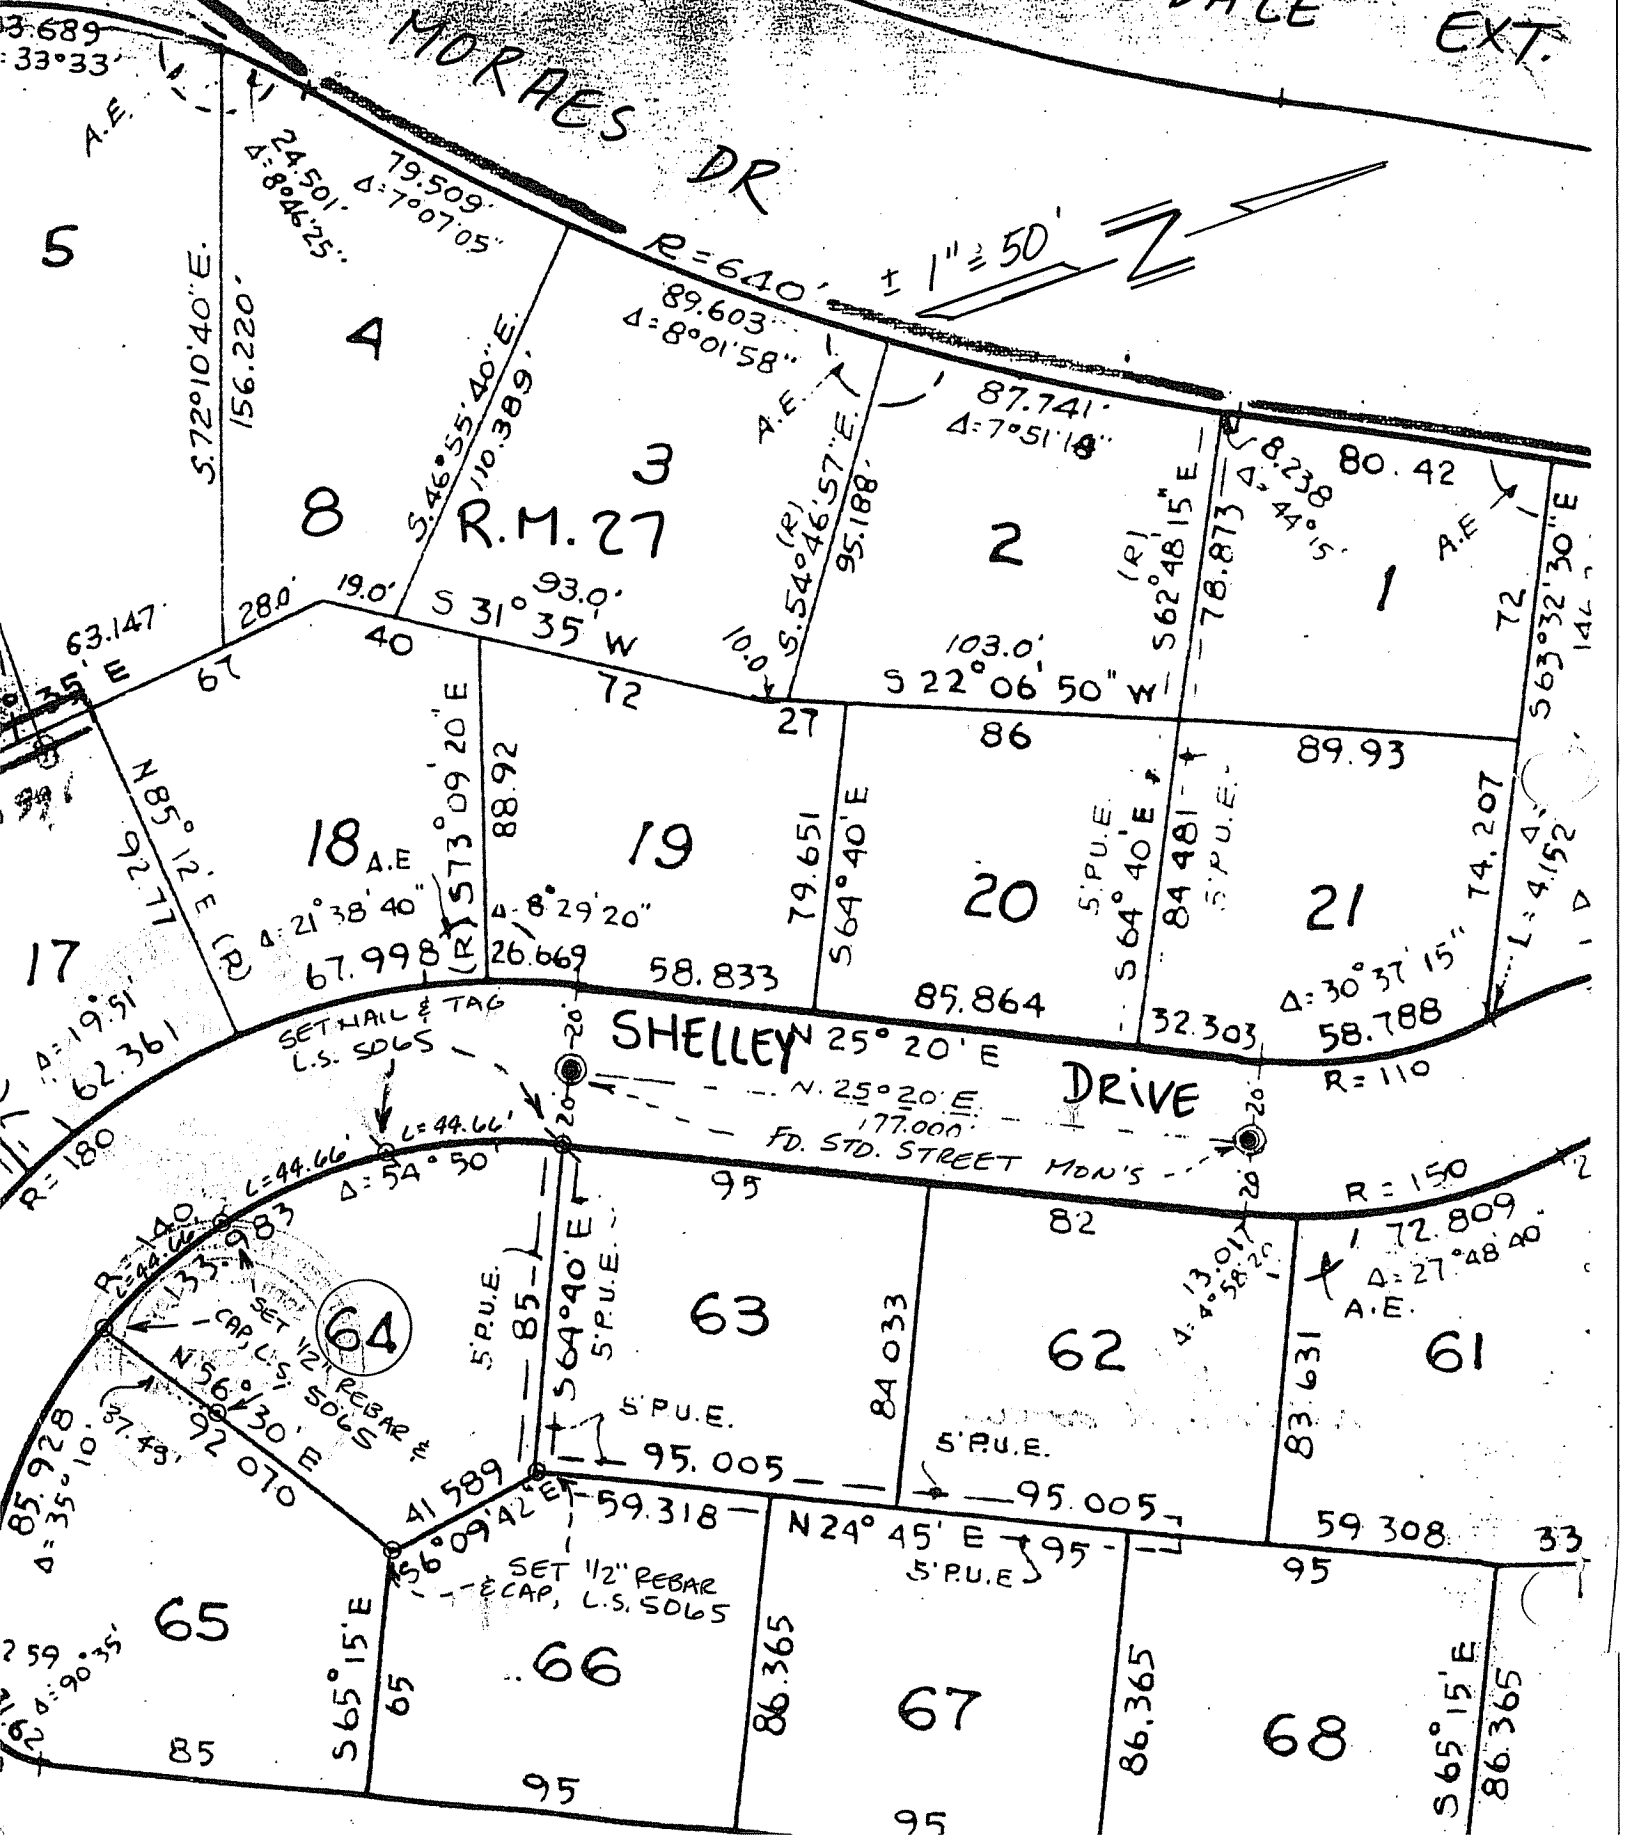 DALE EXT.
MORAES DR
3.689
=33°33'
A.E.
24.501'
Δ=8°46'25"
79.509'
Δ=7°07'05"
R=640'
± 1"=50'
N
5
S.72°10'40"E.
156.220'
4
S.46°55'40"E.
110.389'
89.603'
Δ=8°01'58"
A.E.
3
8
R.M.27
(R)
S.54°46'57"E.
95.188'
87.741'
2
(R)
S62°48'15"E
78.873
8.238
Δ=44°15'
80.42
A.E
1
72
S63°32'30"E
63.147'
35' E
28.0'
19.0'
93.0'
S 31°35' W
10.0
103.0'
S 22°06'50" W
67
40
72
27
86
89.93
N85°12'E (R)
92.77
18
A.E
Δ=21°38'40"
67.998
(R) S73°09'20"E
88.92
19
Δ-8°29'20"
26.669
58.833
79.651
S64°40'E
20
85.864
5'P.U.E.
S64°40'E
84 481
5'P.U.E.
21
32.303
Δ=30°37'15"
58.788
74.207
L=4.152
17
Δ=19°51'
62.361
R=180
SET NAIL & TAG
L.S. 5065
SHELLEY DRIVE
N 25°20' E
R=110
N. 25°20' E
177.000'
FD. STD. STREET MON'S
20
20
20
20
L=44.66'
L=44.66'
L=44.66
Δ=54°50'
R=140
133.983
64
SET 1/2" REBAR &
CAP, L.S. 5065
N 56°30' E
37.49'
92 070
85.928
Δ=35°10'
5'P.U.E.
85
S64°40'E
5'P.U.E.
95
63
5'P.U.E.
95.005
84 033
82
62
5'P.U.E.
95.005
R=150
72.809
Δ=27°48'40"
A.E.
13.017
Δ=4°58'20"
83.631
61
59 308
33
41 589
S6°09'42"E
59.318
N24°45' E
95
5'P.U.E
95
SET 1/2" REBAR
& CAP, L.S. 5065
65
2 59
Δ=90°35'
S65°15'E
65
66
86.365
67
86.365
68
S65°15'E
86.365
85
95
95